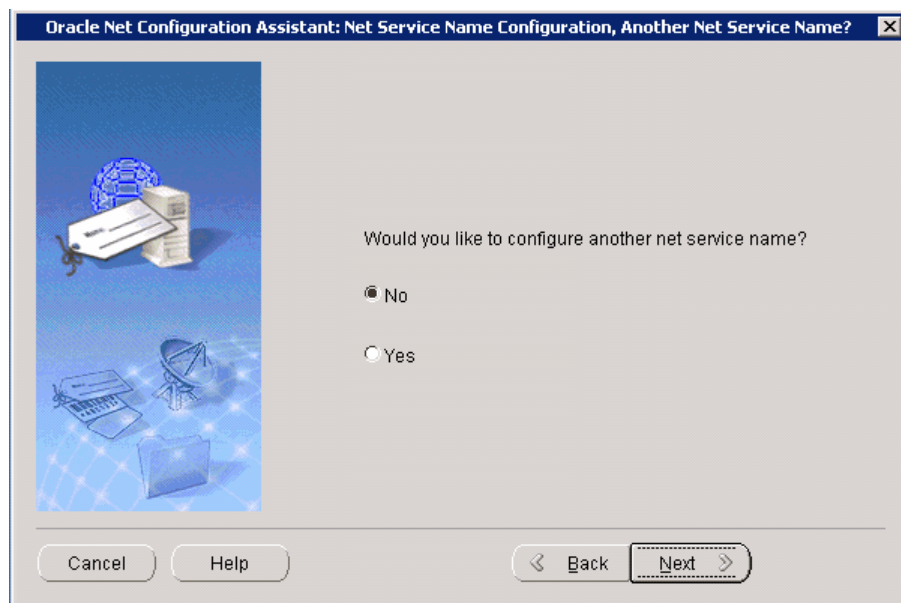 Oracle Net Configuration Assistant: Net Service Name Configuration, Another Net Service Name?
Would you like to configure another net service name?
No
Yes
Cancel
Help
Back
Next